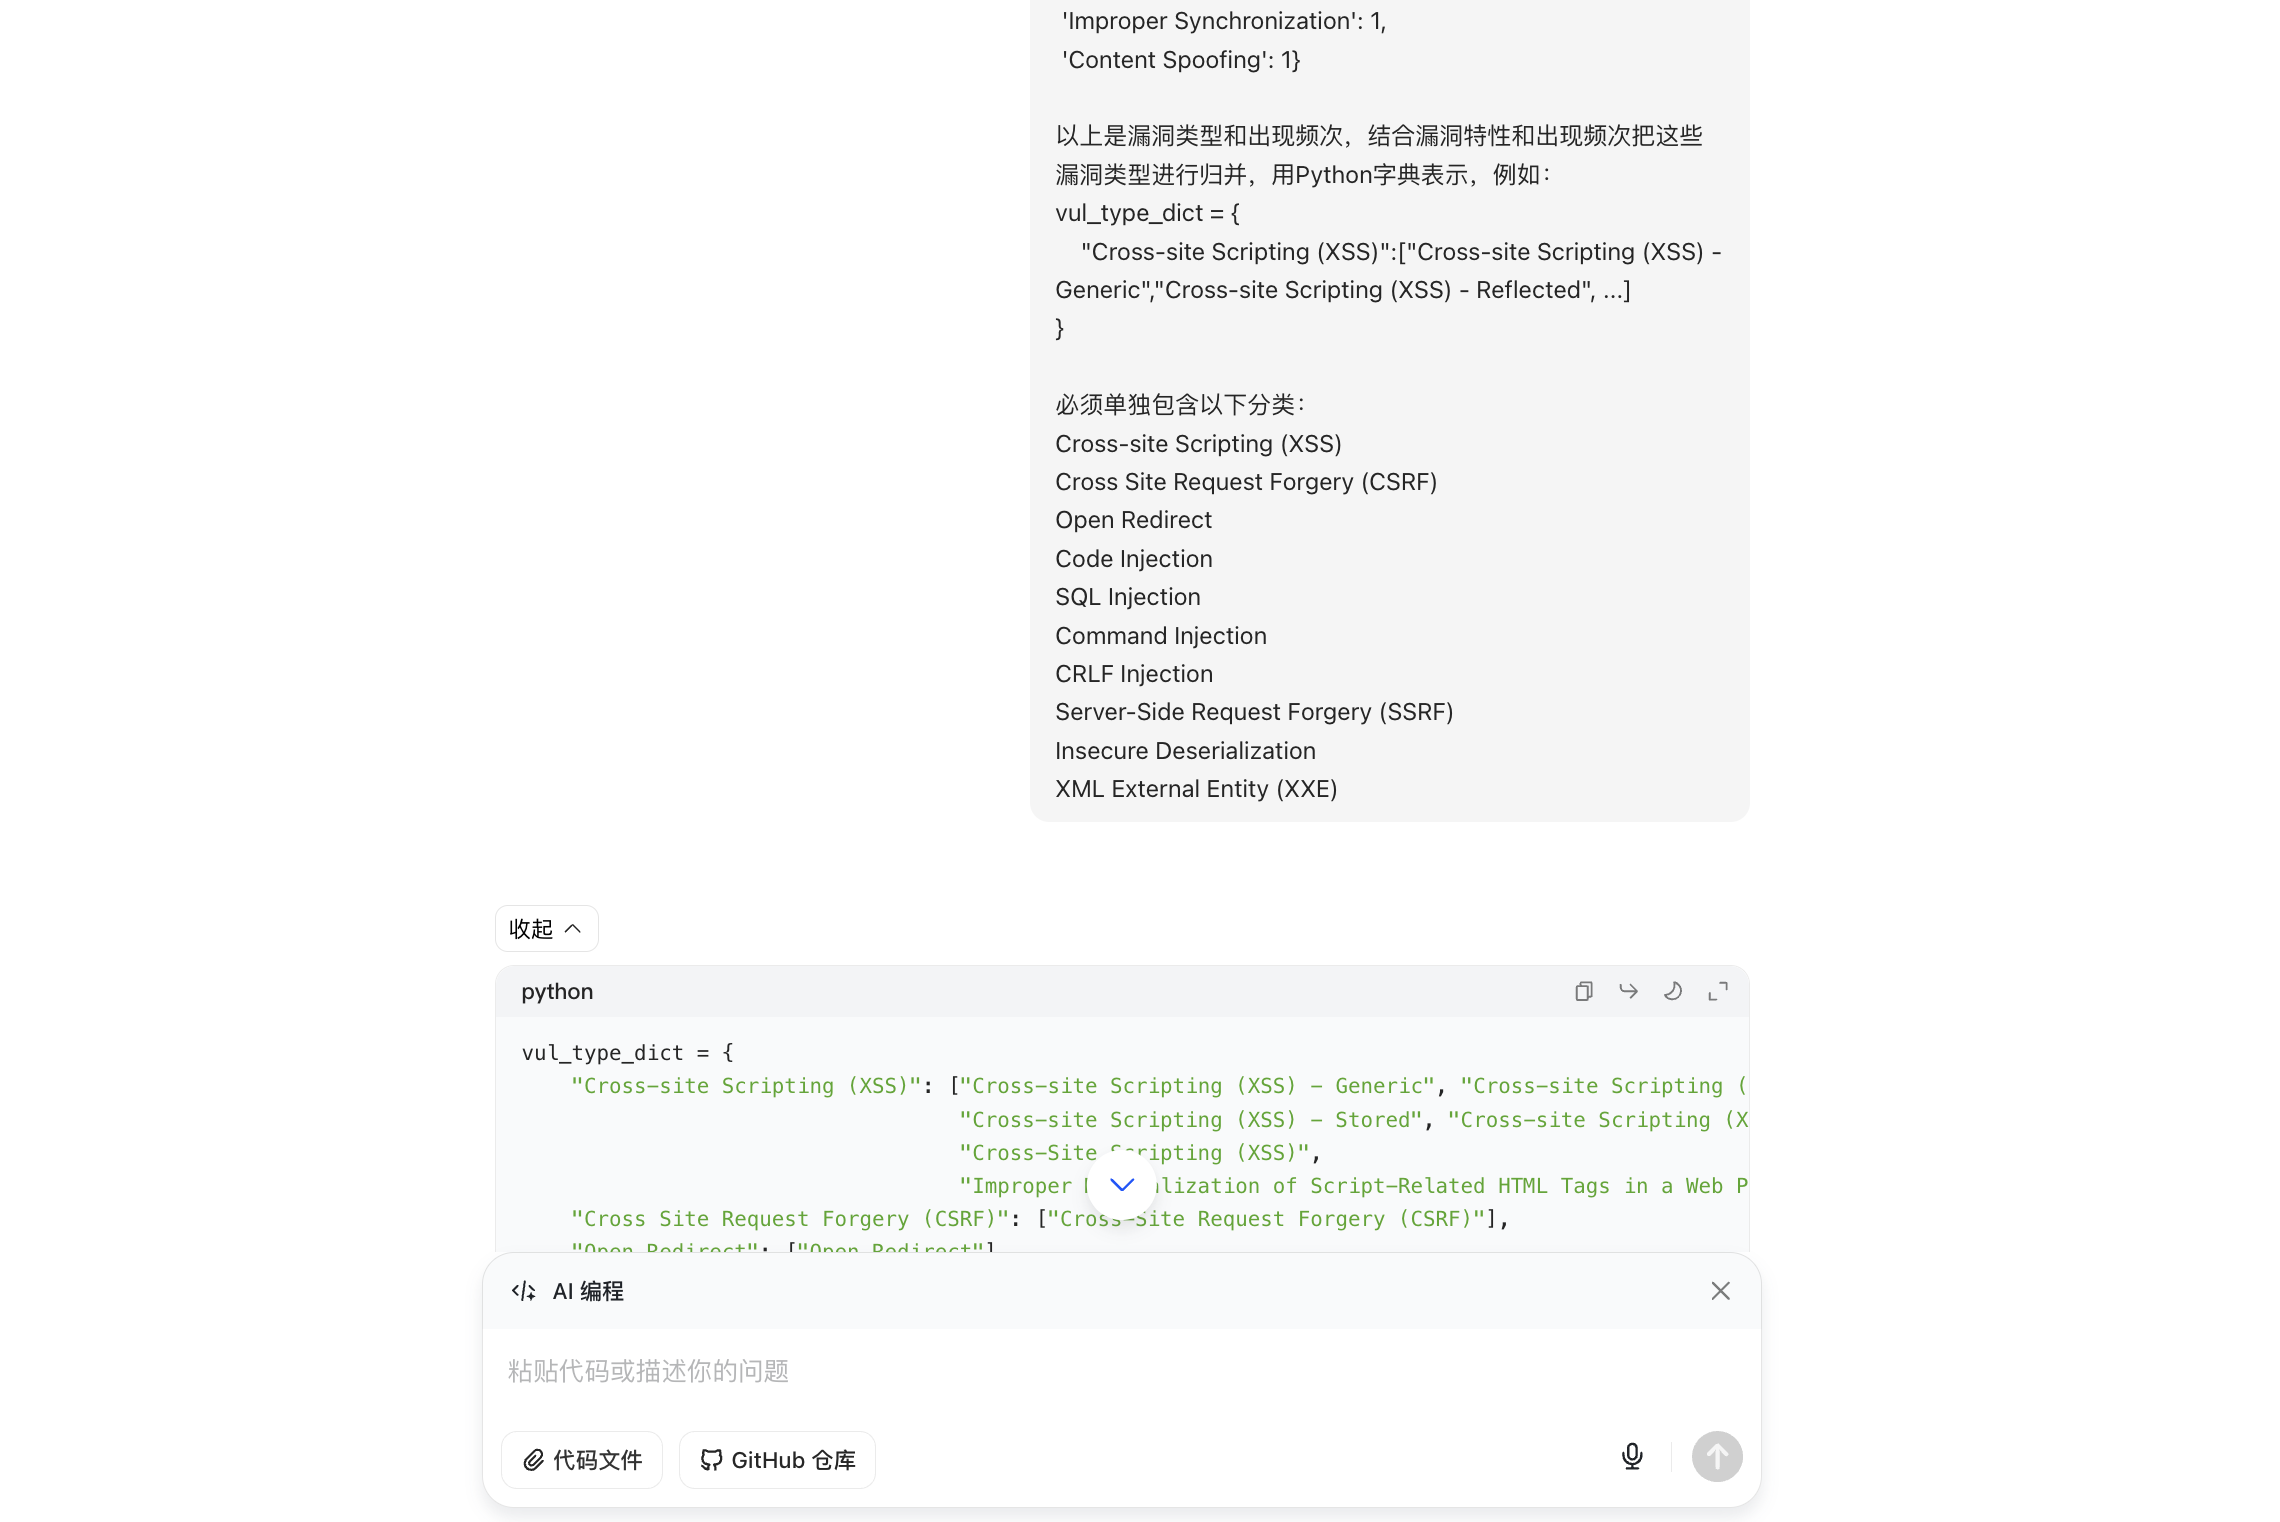 'Improper Synchronization': 1,
'Content Spoofing': 1}
以上是漏洞类型和出现频次，结合漏洞特性和出现频次把这些
漏洞类型进行归并，用Python字典表示，例如：
vul_type_dict = {
"Cross-site Scripting (XSS)":["Cross-site Scripting (XSS) -
Generic","Cross-site Scripting (XSS) - Reflected", ...]
}
必须单独包含以下分类：
Cross-site Scripting (XSS)
Cross Site Request Forgery (CSRF)
Open Redirect
Code Injection
SQL Injection
Command Injection
CRLF Injection
Server-Side Request Forgery (SSRF)
Insecure Deserialization
XML External Entity (XXE)
收起
python
vul_type_dict = {
"Cross-site Scripting (XSS)": ["Cross-site Scripting (XSS) - Generic", "Cross-site Scripting (
"Cross-site Scripting (XSS) - Stored", "Cross-site Scripting (X
"Cross-Site Scripting (XSS)",
"Improper of Script-Related HTML Tags in a Web P
"Cross Site Request Forgery (CSRF)": ["Cross-Site Request Forgery (CSRF)"],
"Open Redirect": ["Open Redirect"]
AI 编程
粘贴代码或描述你的问题
代码文件
GitHub 仓库